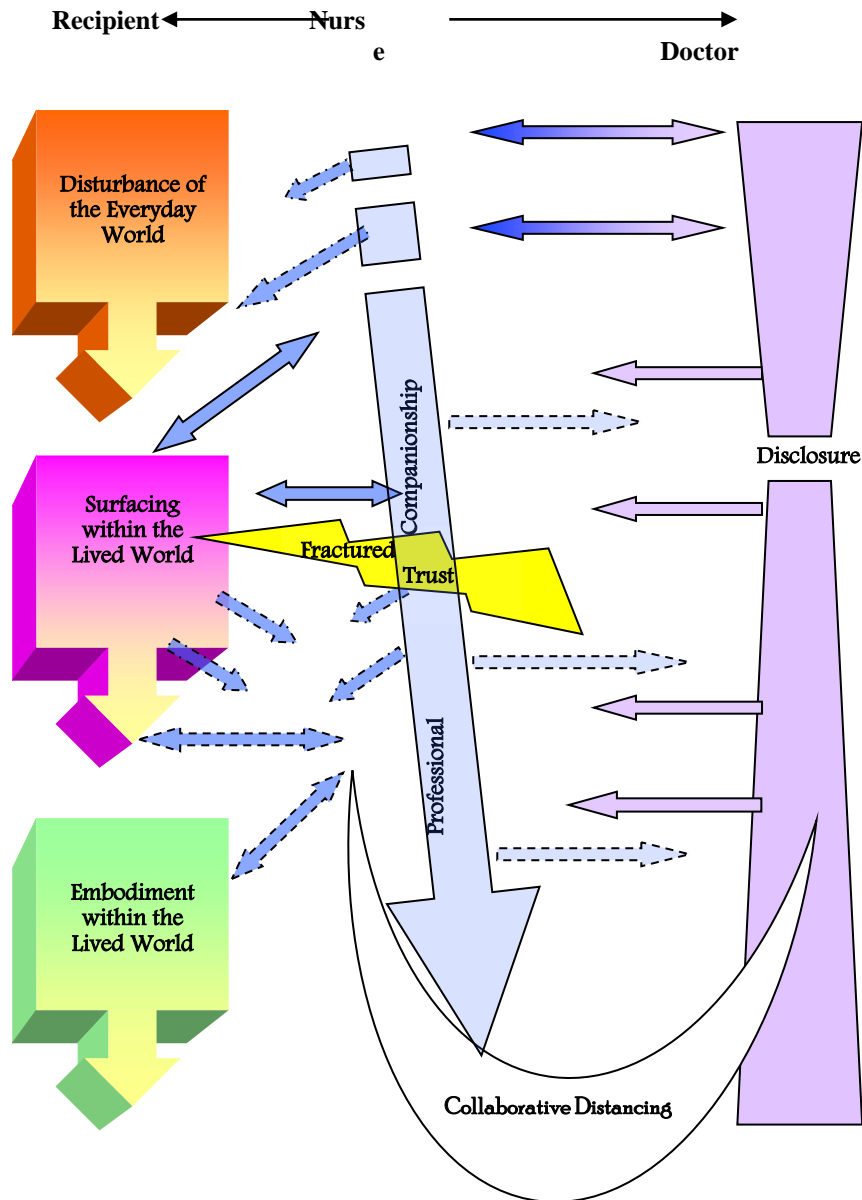 Recipient
Nurs
e
Doctor
Disturbance of
the Everyday
World
Companionship
Disclosure
Surfacing
within the
Lived World
Fractured
Trust
Professional
Embodiment
within the
Lived World
Collaborative Distancing